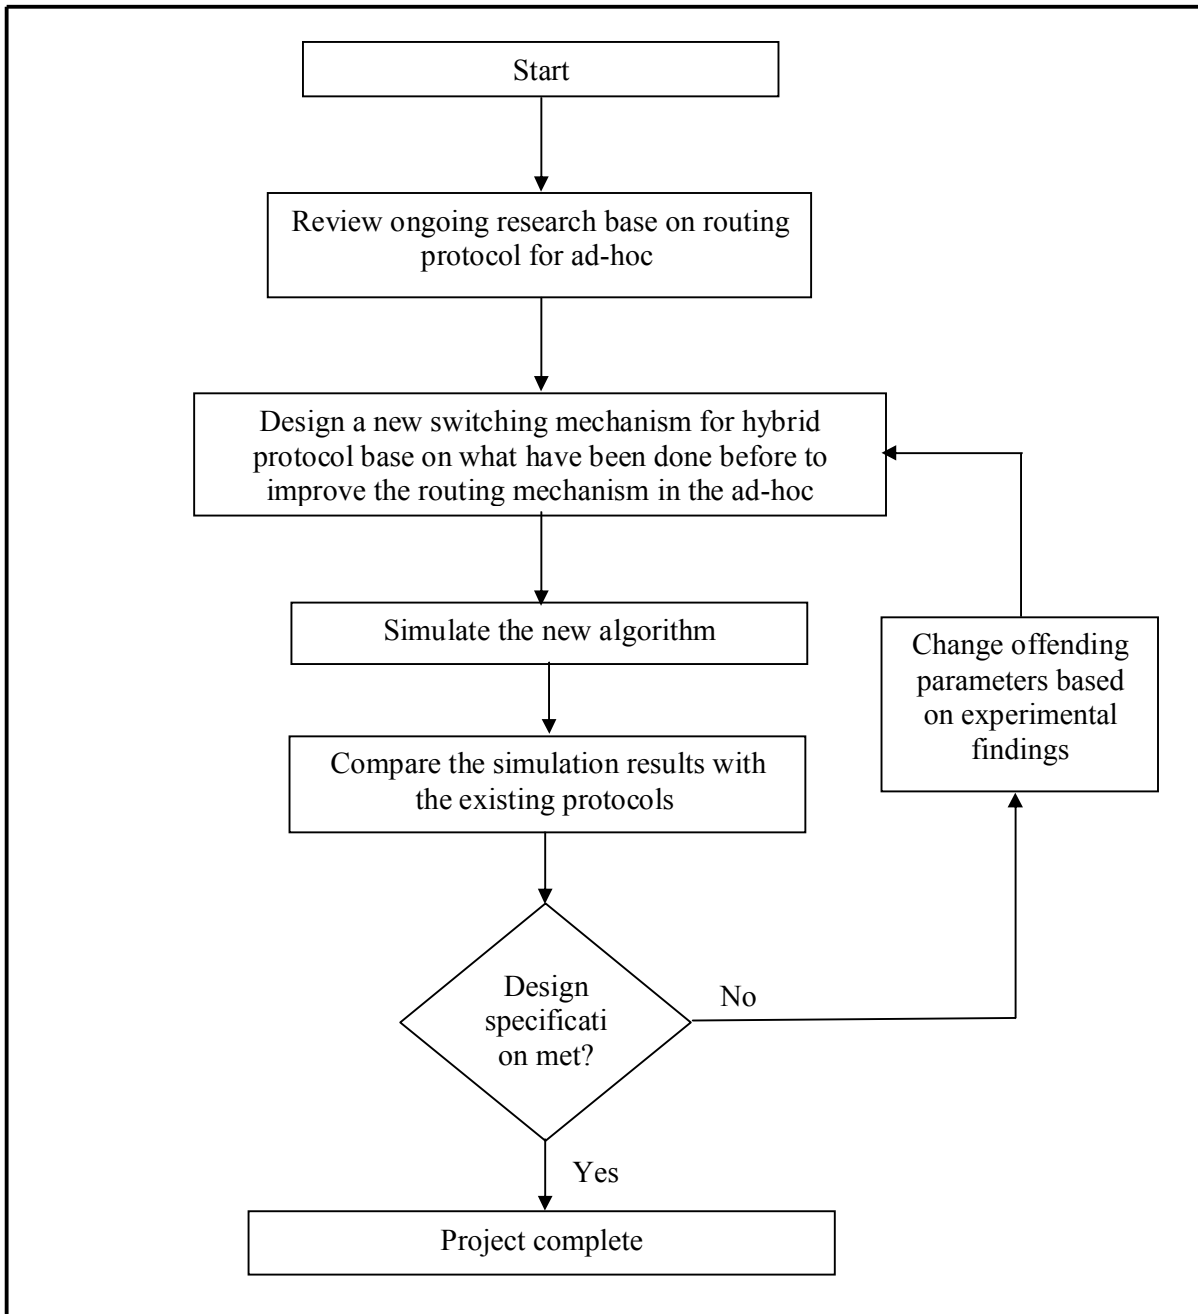 Start
Review ongoing research base on routing
protocol for ad-hoc
Design a new switching mechanism for hybrid
protocol base on what have been done before to
improve the routing mechanism in the ad-hoc
Simulate the new algorithm
Change offending
parameters based
on experimental
findings
Compare the simulation results with
the existing protocols
Design
specificati
on met?
No
Yes
Project complete